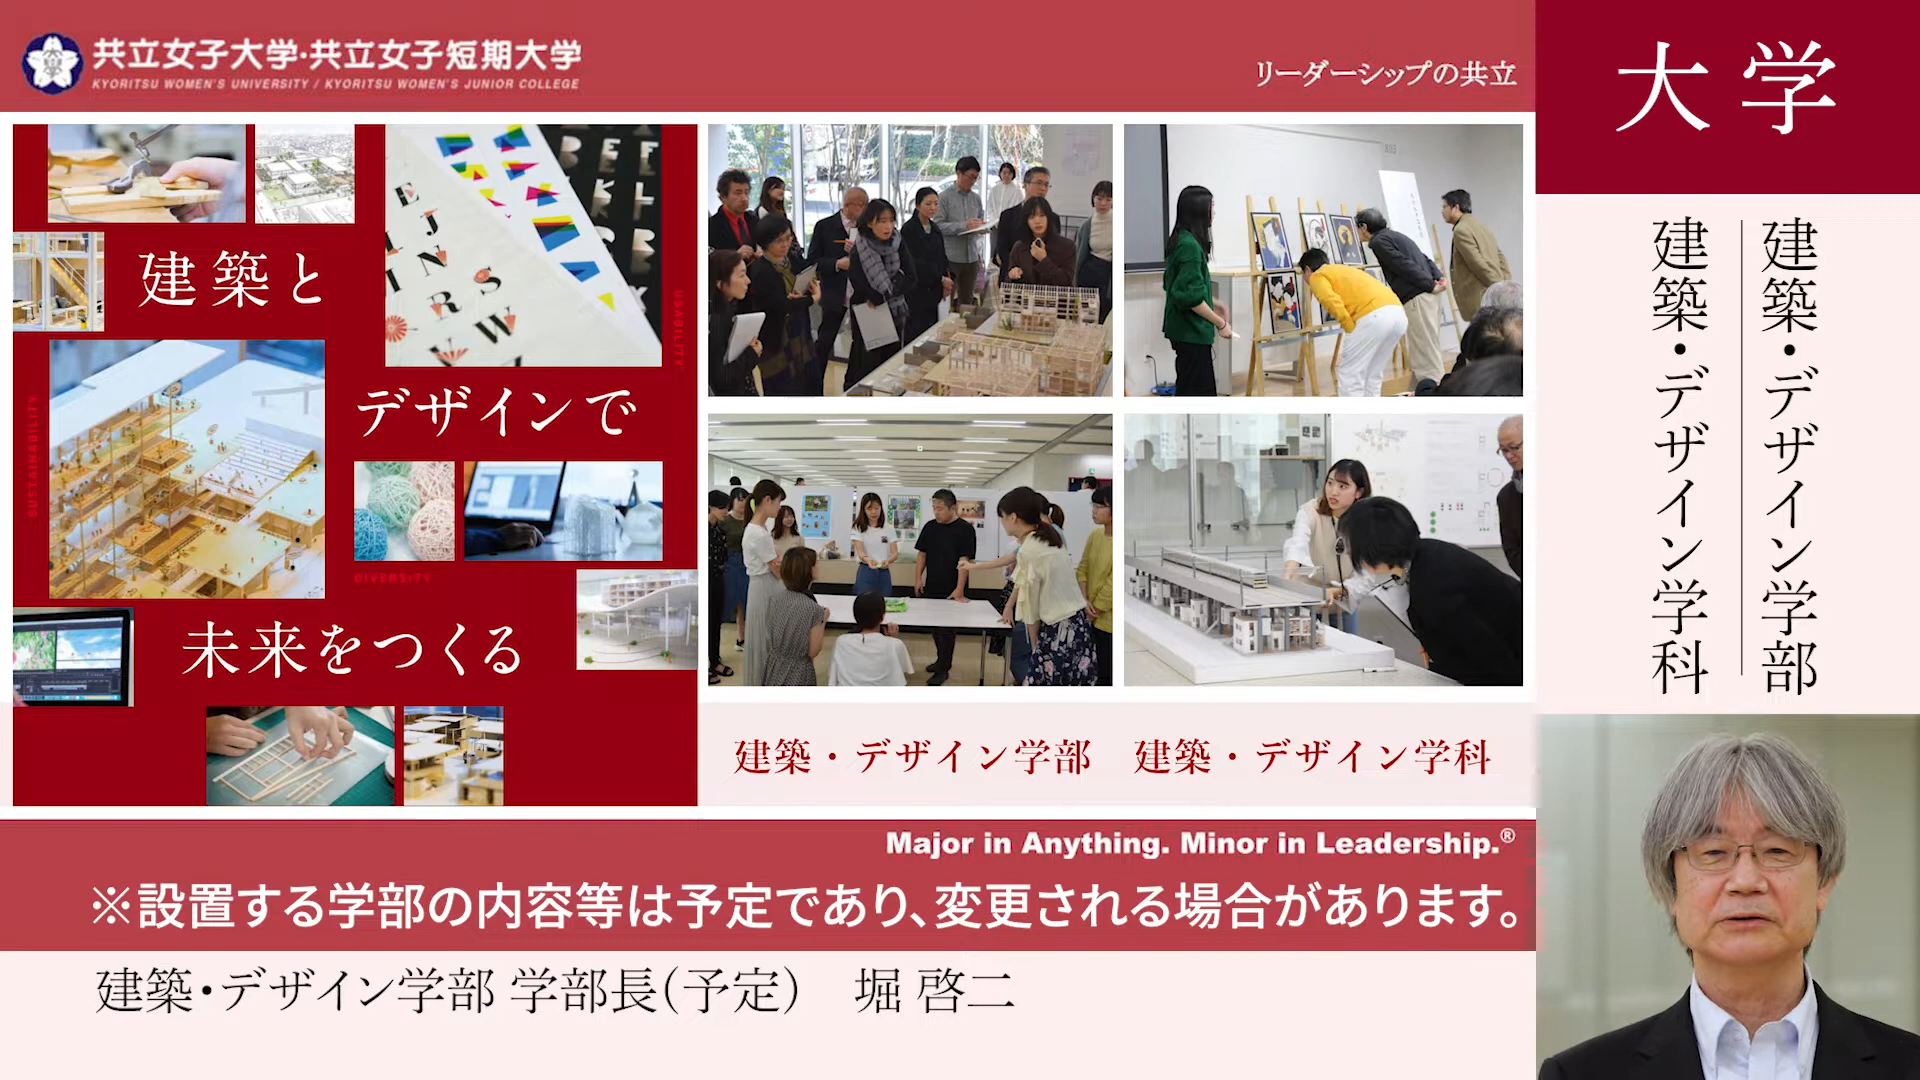 共立女子大学·共立女子短期大学
KYORITSU WOMEN'S UNIVERSITY / KYORITSU WOMEN'S JUNIOR COLLEGE
リーダーシップの共立
大学
建築・デザイン学部
建築・デザイン学科
建築と
デザインで
未来をつくる
USABILITY
SUSTAINABILITY
DIVERSITY
建築・デザイン学部　建築・デザイン学科
Major in Anything. Minor in Leadership.®
※設置する学部の内容等は予定であり、変更される場合があります。
建築・デザイン学部 学部長(予定)　堀 啓二